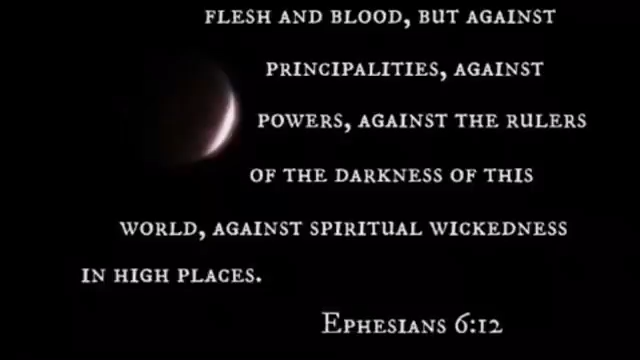 FLESH AND BLOOD, BUT AGAINST
PRINCIPALITIES, AGAINST
POWERS, AGAINST THE RULERS
OF THE DARKNESS OF THIS
WORLD, AGAINST SPIRITUAL WICKEDNESS
IN HIGH PLACES.
EPHESIANS 6:12